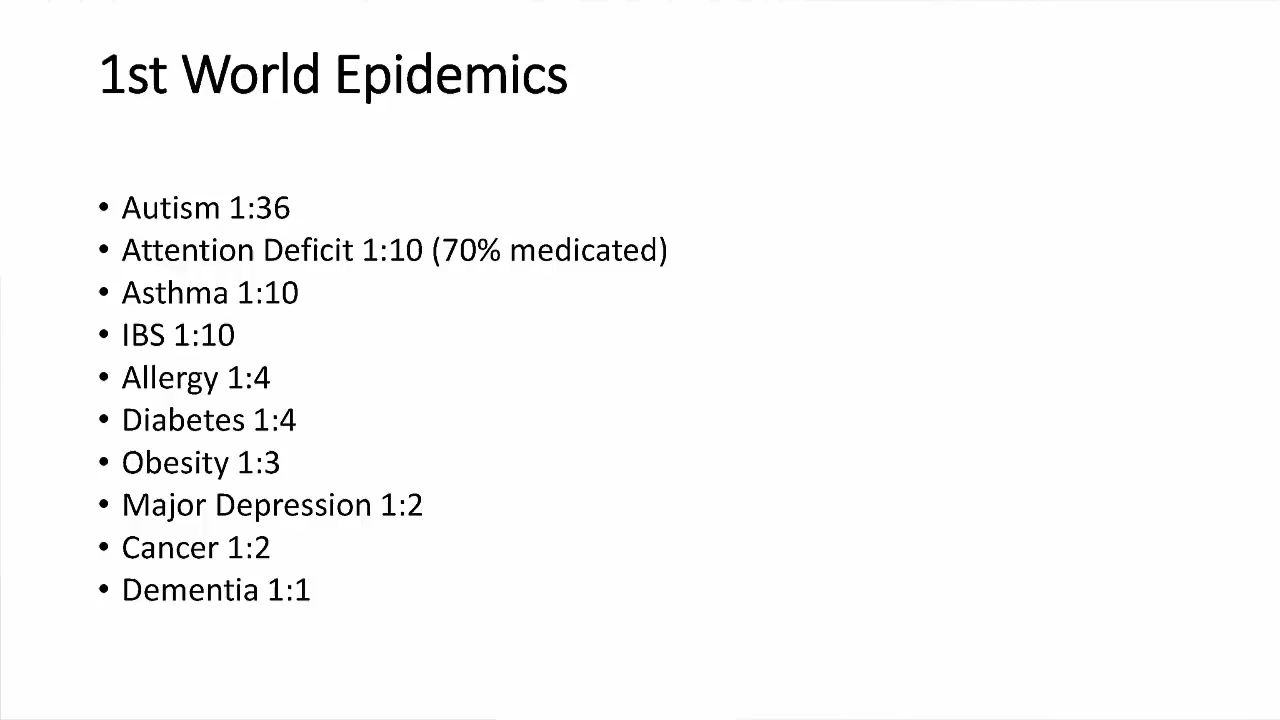 1st World Epidemics
• Autism 1:36
• Attention Deficit 1:10 (70% medicated)
• Asthma 1:10
• IBS 1:10
• Allergy 1:4
• Diabetes 1:4
• Obesity 1:3
• Major Depression 1:2
• Cancer 1:2
• Dementia 1:1